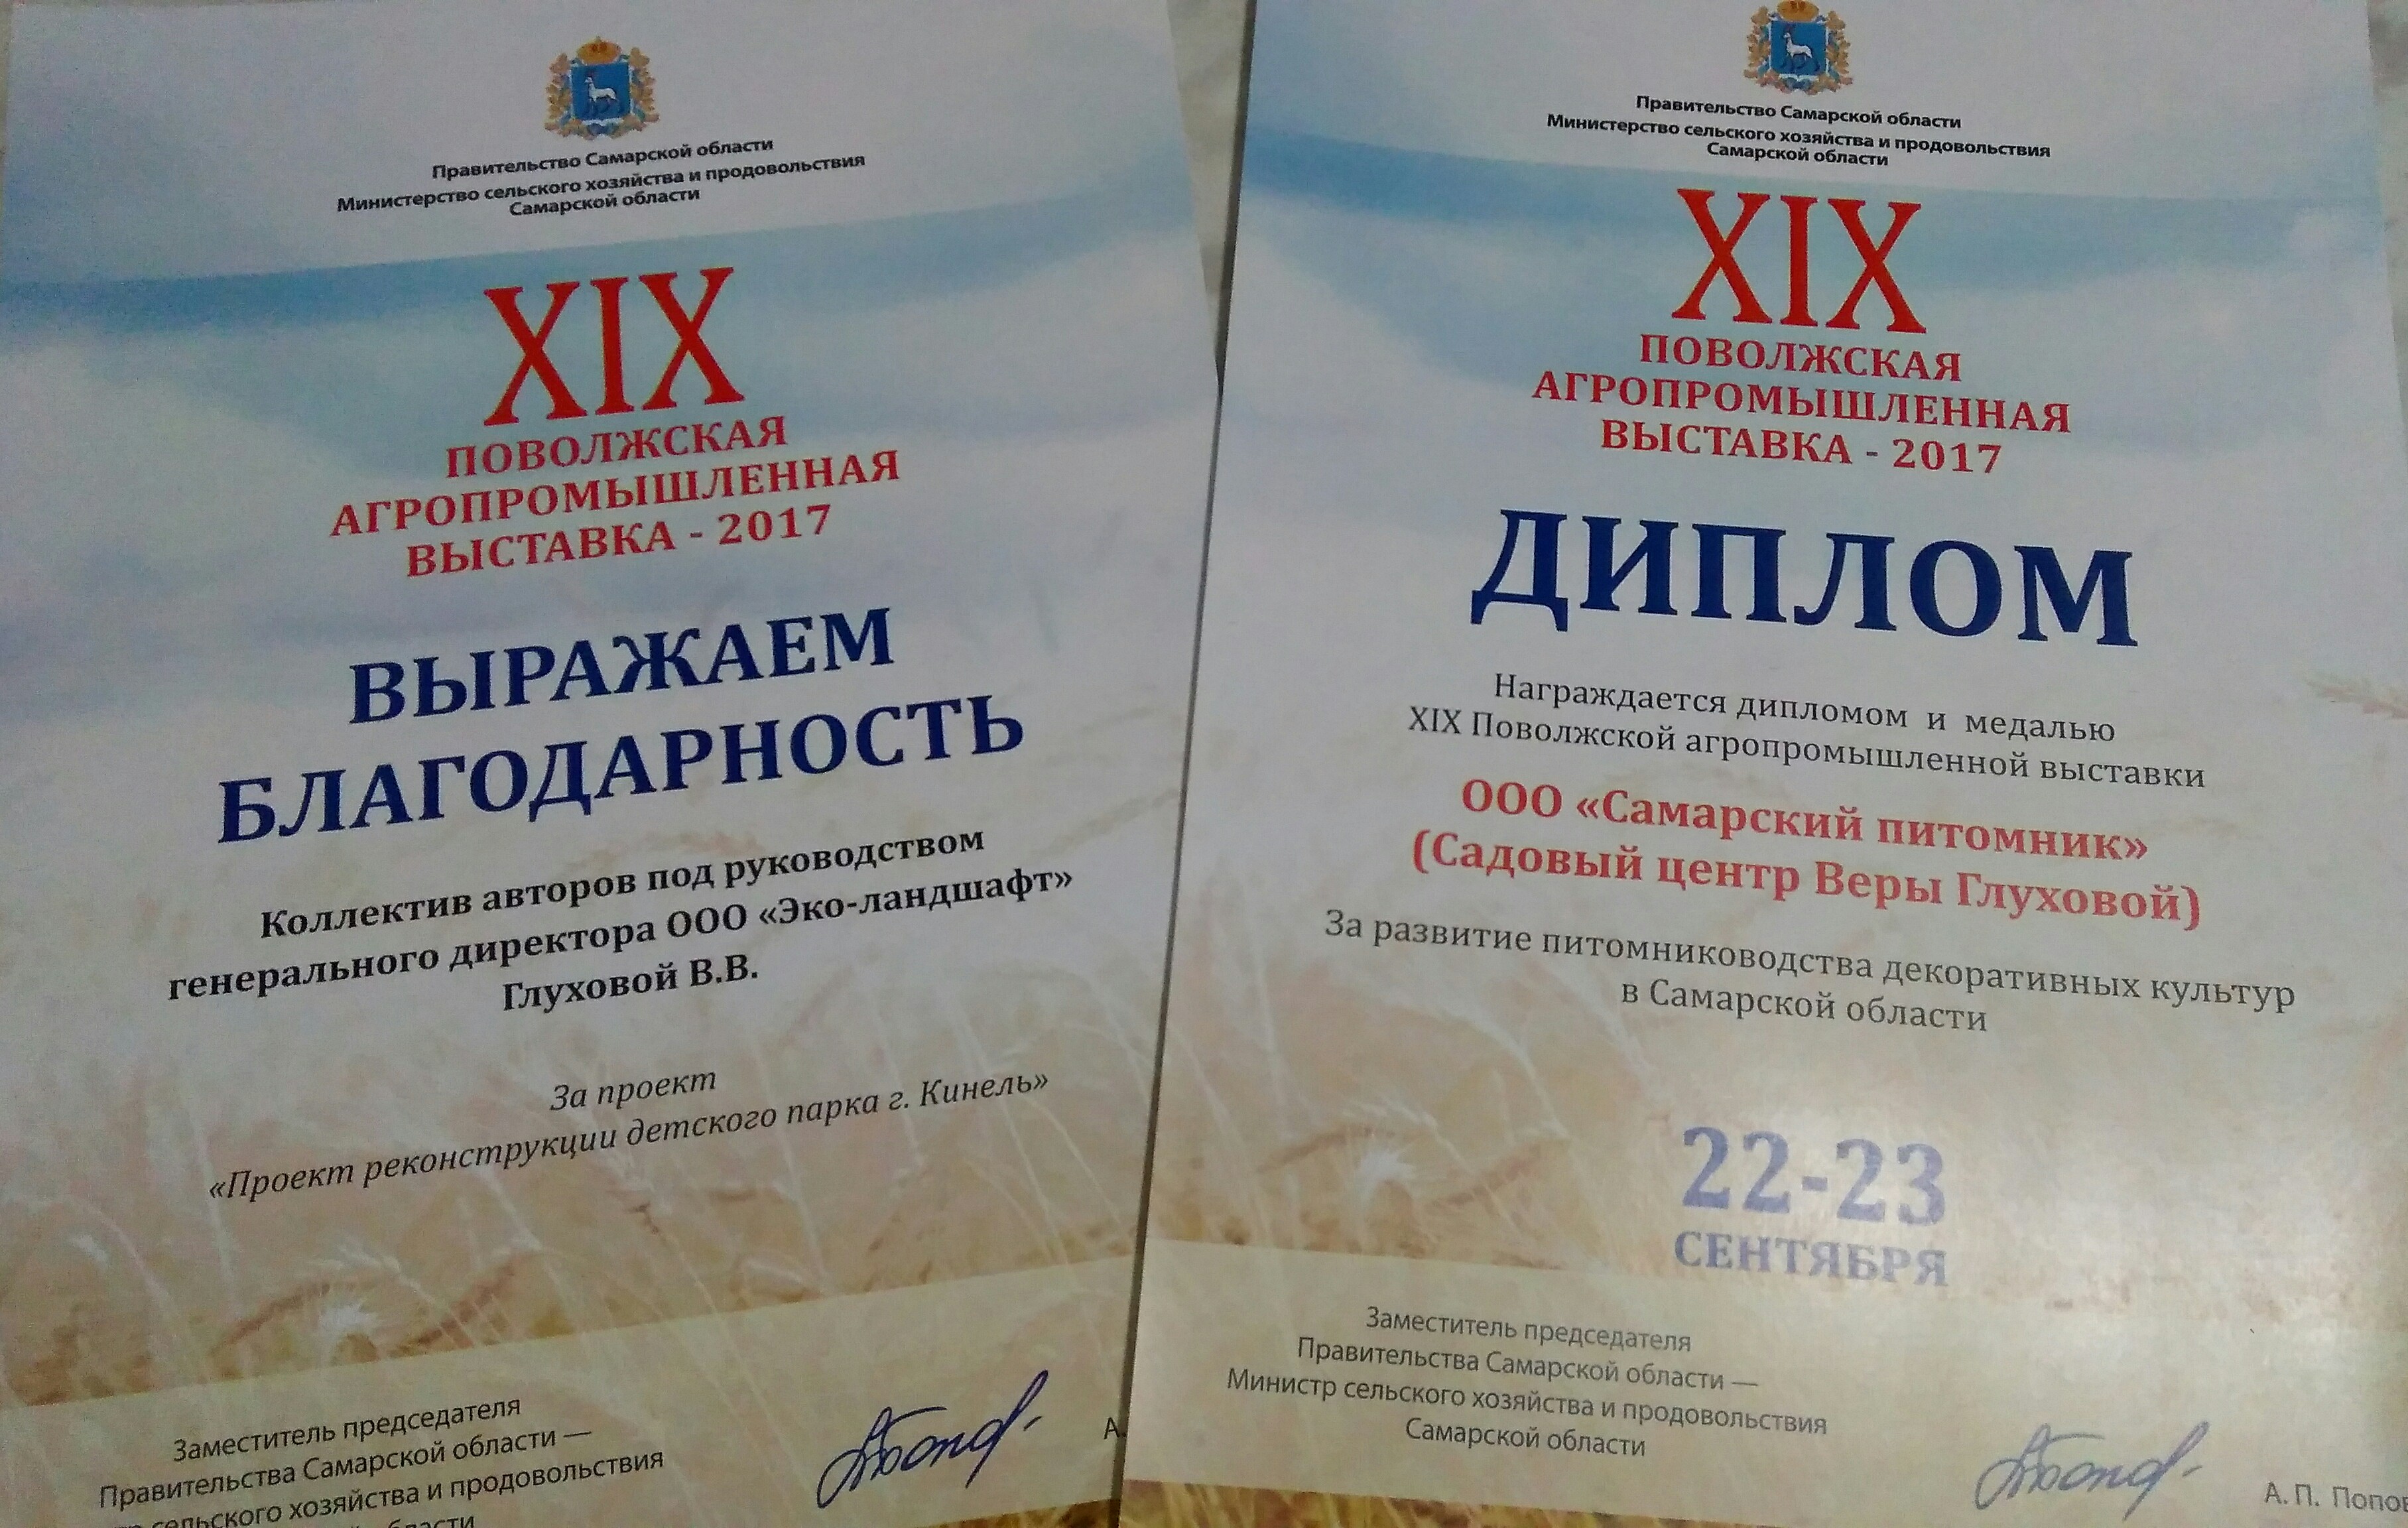 Правительство Самарской области
Министерство сельского хозяйства и продовольствия
Самарской области
XIX
ПОВОЛЖСКАЯ
АГРОПРОМЫШЛЕННАЯ
ВЫСТАВКА - 2017
ВЫРАЖАЕМ
БЛАГОДАРНОСТЬ
Коллектив авторов под руководством
генерального директора ООО «Эко-ландшафт»
Глуховой В.В.
За проект
«Проект реконструкции детского парка г. Кинель»
Заместитель председателя
Правительства Самарской области —
сельского хозяйства и продовольствия
А.
Правительство Самарской области
Министерство сельского хозяйства и продовольствия
Самарской области
XIX
ПОВОЛЖСКАЯ
АГРОПРОМЫШЛЕННАЯ
ВЫСТАВКА - 2017
ДИПЛОМ
Награждается дипломом и медалью
XIX Поволжской агропромышленной выставки
ООО «Самарский питомник»
(Садовый центр Веры Глуховой)
За развитие питомниководства декоративных культур
в Самарской области
22-23
СЕНТЯБРЯ
Заместитель председателя
Правительства Самарской области —
Министр сельского хозяйства и продовольствия
Самарской области
А. П. Попов